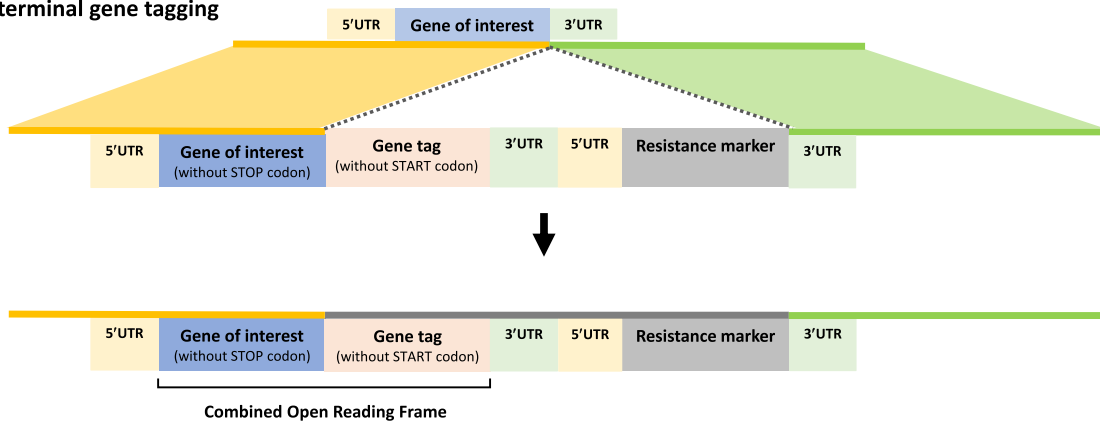 terminal gene tagging
5′UTR Gene of interest 3′UTR
5′UTR Gene of interest Gene tag 3′UTR 5′UTR Resistance marker 3′UTR
(without STOP codon) (without START codon)
5′UTR Gene of interest Gene tag 3′UTR 5′UTR Resistance marker 3′UTR
(without STOP codon) (without START codon)
Combined Open Reading Frame